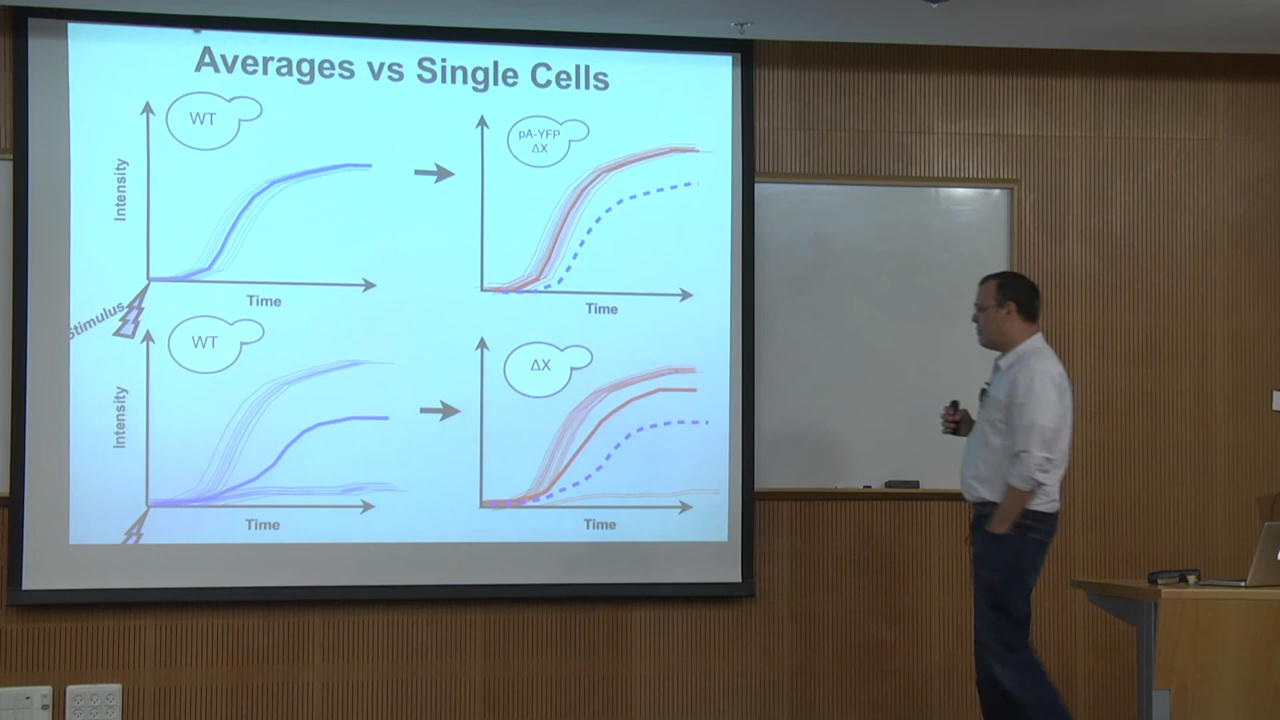 Averages vs Single Cells
WT
Intensity
Time
pA-YFP
ΔX
Time
Stimulus
WT
Intensity
Time
ΔX
Time